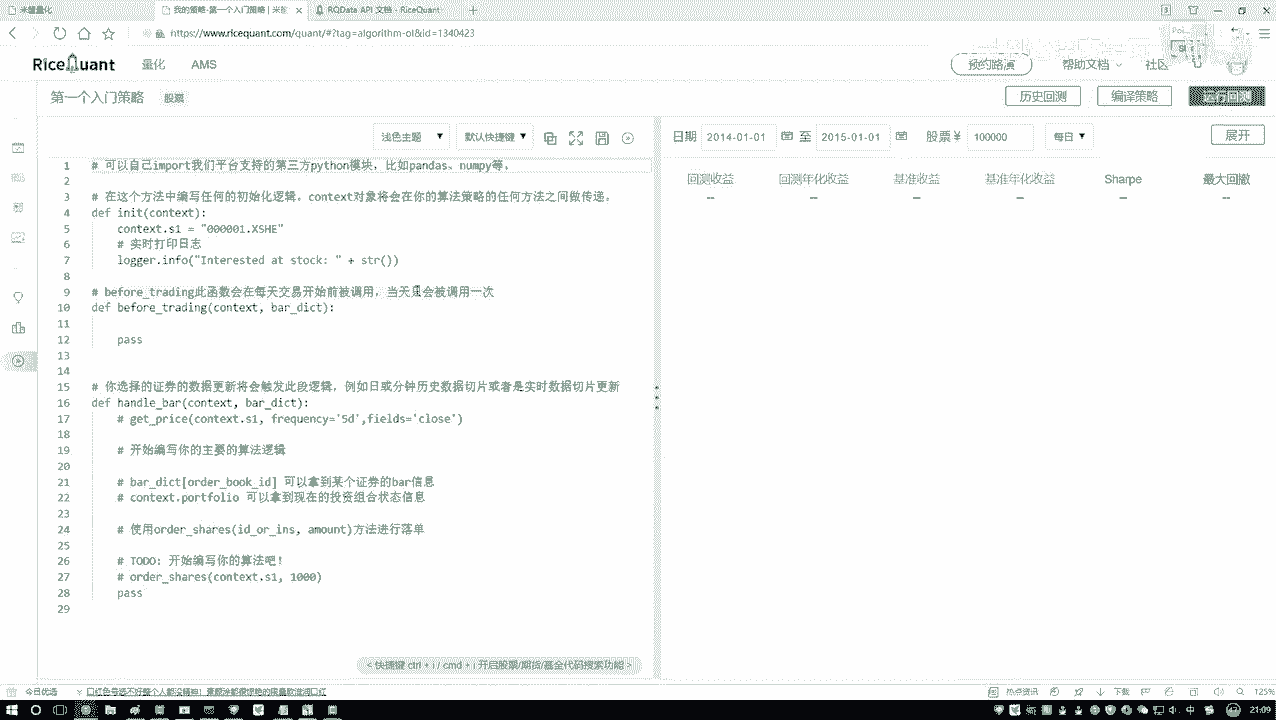 米筐量化
我的策略-第一个入门策略 | 米筐
RQData API 文档 - RiceQuant
https://www.ricequant.com/quant/#?tag=algorithm-ol&id=1340423
RiceQuant 量化 AMS 预约路演 帮助文档 社区
第一个入门策略 股票 历史回测 编译策略 运行回测
浅色主题 默认快捷键
日期 2014-01-01 至 2015-01-01 股票¥ 100000 每日 展开
回测收益 回测年化收益 基准收益 基准年化收益 Sharpe 最大回撤
-- -- -- -- -- --
1 # 可以自己import我们平台支持的第三方python模块，比如pandas、numpy等。
2
3 # 在这个方法中编写任何的初始化逻辑。context对象将会在你的算法策略的任何方法之间做传递。
4 def init(context):
5 context.s1 = "000001.XSHE"
6 # 实时打印日志
7 logger.info("Interested at stock: " + str())
8
9 # before_trading此函数会在每天交易开始前被调用，当天只会被调用一次
10 def before_trading(context, bar_dict):
11
12 pass
13
14
15 # 你选择的证券的数据更新将会触发此段逻辑，例如日或分钟历史数据切片或者是实时数据切片更新
16 def handle_bar(context, bar_dict):
17 # get_price(context.s1, frequency='5d',fields='close')
18
19 # 开始编写你的主要的算法逻辑
20
21 # bar_dict[order_book_id] 可以拿到某个证券的bar信息
22 # context.portfolio 可以拿到现在的投资组合状态信息
23
24 # 使用order_shares(id_or_ins, amount)方法进行落单
25
26 # TODO: 开始编写你的算法吧！
27 # order_shares(context.s1, 1000)
28 pass
29
快捷键 ctrl + i / cmd + i 开启股票/期货/基金代码搜索功能
今日优选
热点资讯 下载 125%
中 21:09